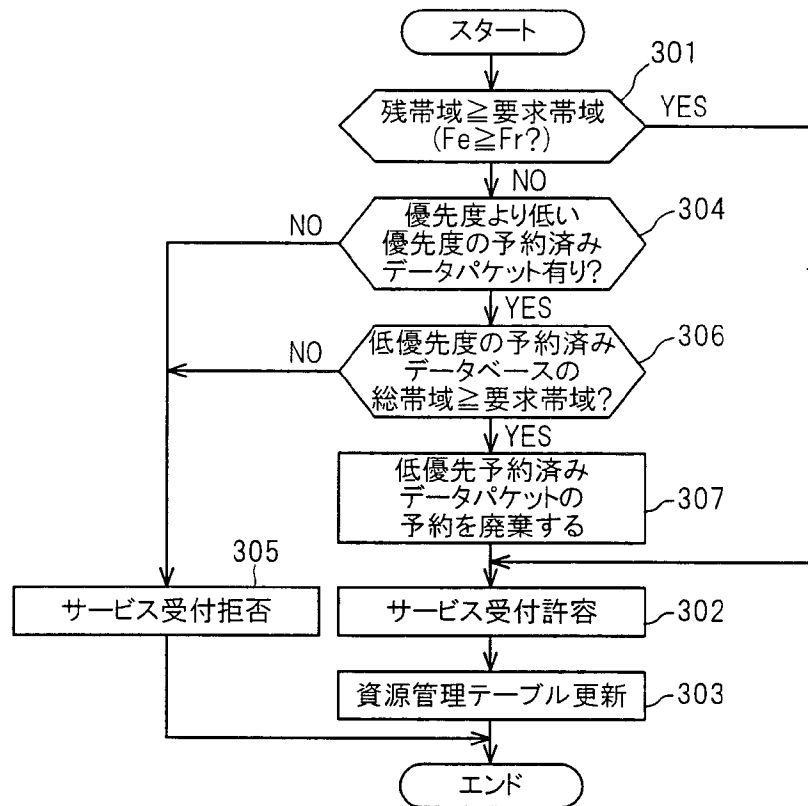 スタート
301
残帯域≧要求帯域
(Fe≧Fr?)
YES
NO
304
優先度より低い
優先度の予約済み
データパケット有り?
NO
YES
306
低優先度の予約済み
データベースの
総帯域≧要求帯域?
NO
YES
低優先予約済み
データパケットの
予約を廃棄する
307
305
サービス受付拒否
サービス受付許容
302
資源管理テーブル更新
303
エンド